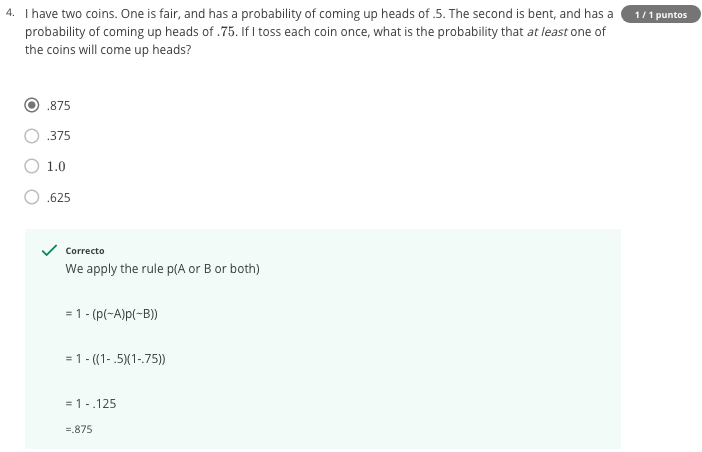 4. I have two coins. One is fair, and has a probability of coming up heads of .5. The second is bent, and has a
1 / 1 puntos
probability of coming up heads of .75. If I toss each coin once, what is the probability that at least one of
the coins will come up heads?
.875
.375
1.0
.625
Correcto
We apply the rule p(A or B or both)
= 1 - (p(~A)p(~B))
= 1 - ((1- .5)(1-.75))
= 1 - .125
=.875